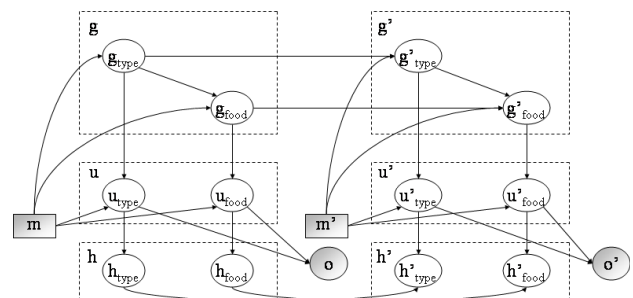 g g'
g_type g'_type
g_food g'_food
u u'
u_type u_food u'_type u'_food
m m'
h o h' o'
h_type h_food h'_type h'_food